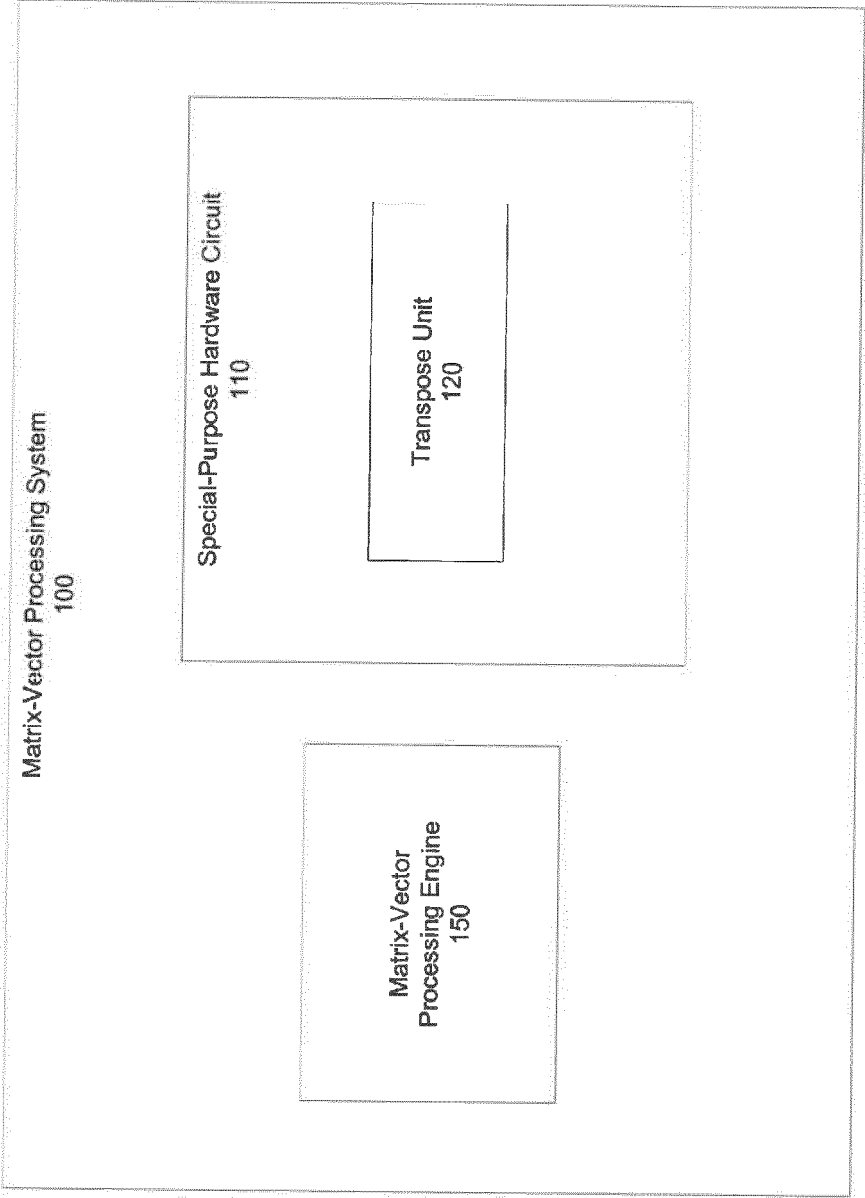 Matrix-Vector Processing System
100
Matrix-Vector
Processing Engine
150
Special-Purpose Hardware Circuit
110
Transpose Unit
120